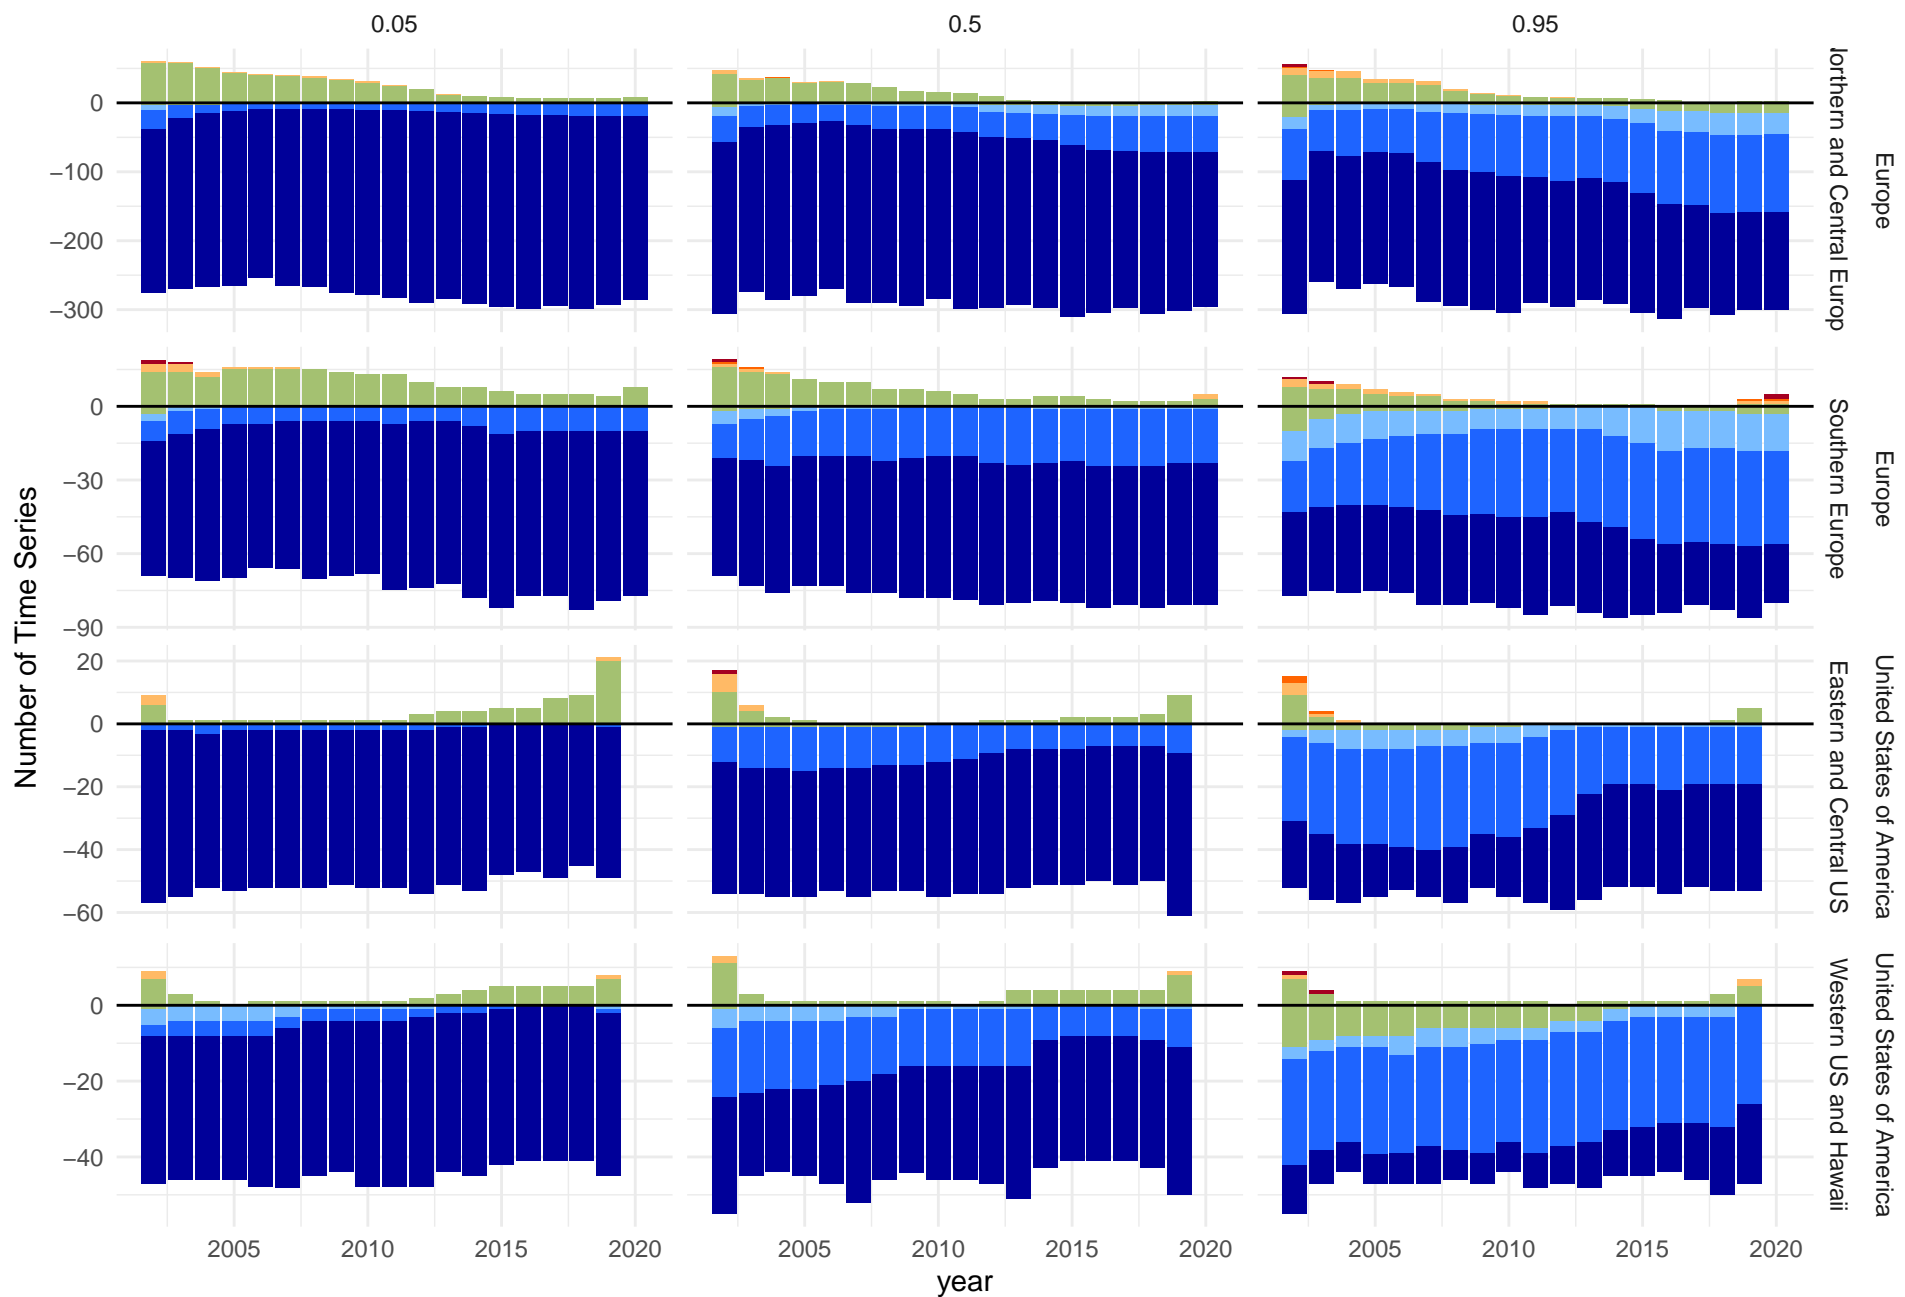 0.05 0.5 0.95
0 −100 −200 −300
orthern and Central Europ
Europe
0 −30 −60 −90
Southern Europe
Europe
20 0 −20 −40 −60
Eastern and Central US
United States of America
0 −20 −40
Western US and Hawaii
United States of America
Number of Time Series
2005 2010 2015 2020 2005 2010 2015 2020 2005 2010 2015 2020
year